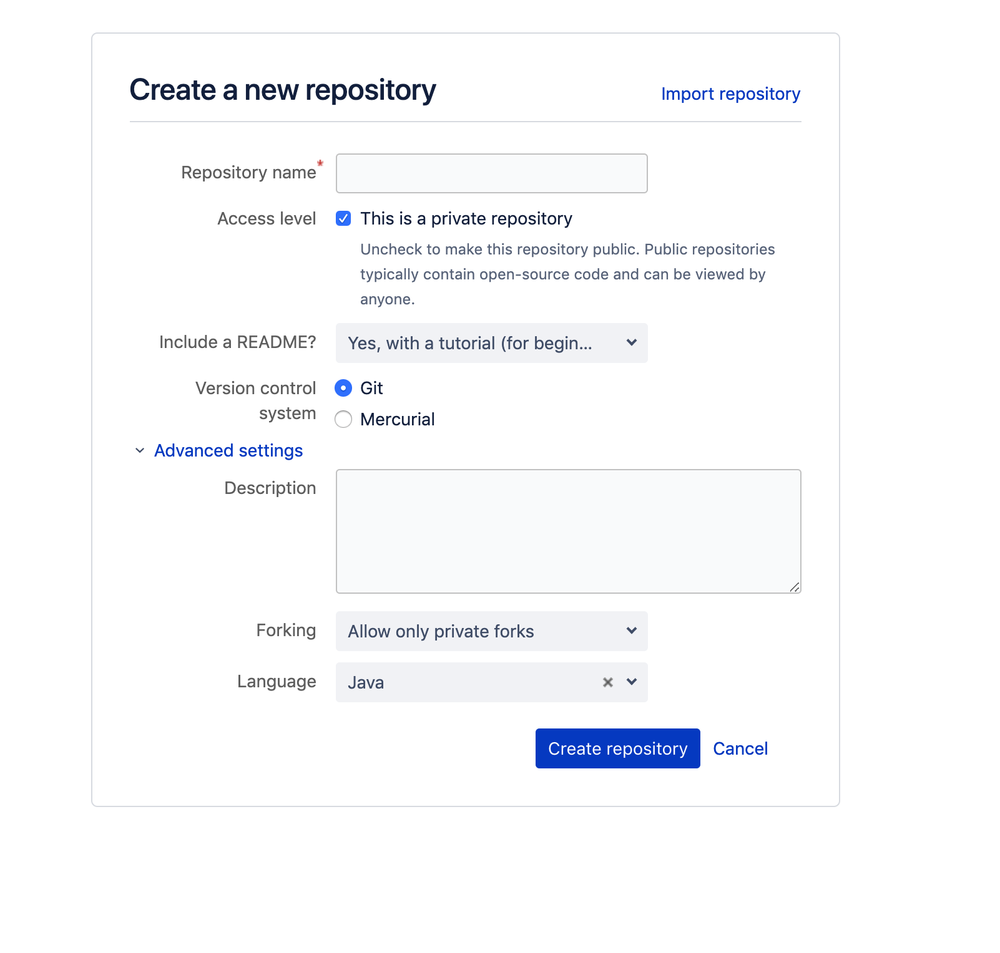 Create a new repository
Import repository
Repository name*
Access level
This is a private repository
Uncheck to make this repository public. Public repositories
typically contain open-source code and can be viewed by
anyone.
Include a README?
Yes, with a tutorial (for begin...
Version control
system
Git
Mercurial
Advanced settings
Description
Forking
Allow only private forks
Language
Java
Create repository
Cancel